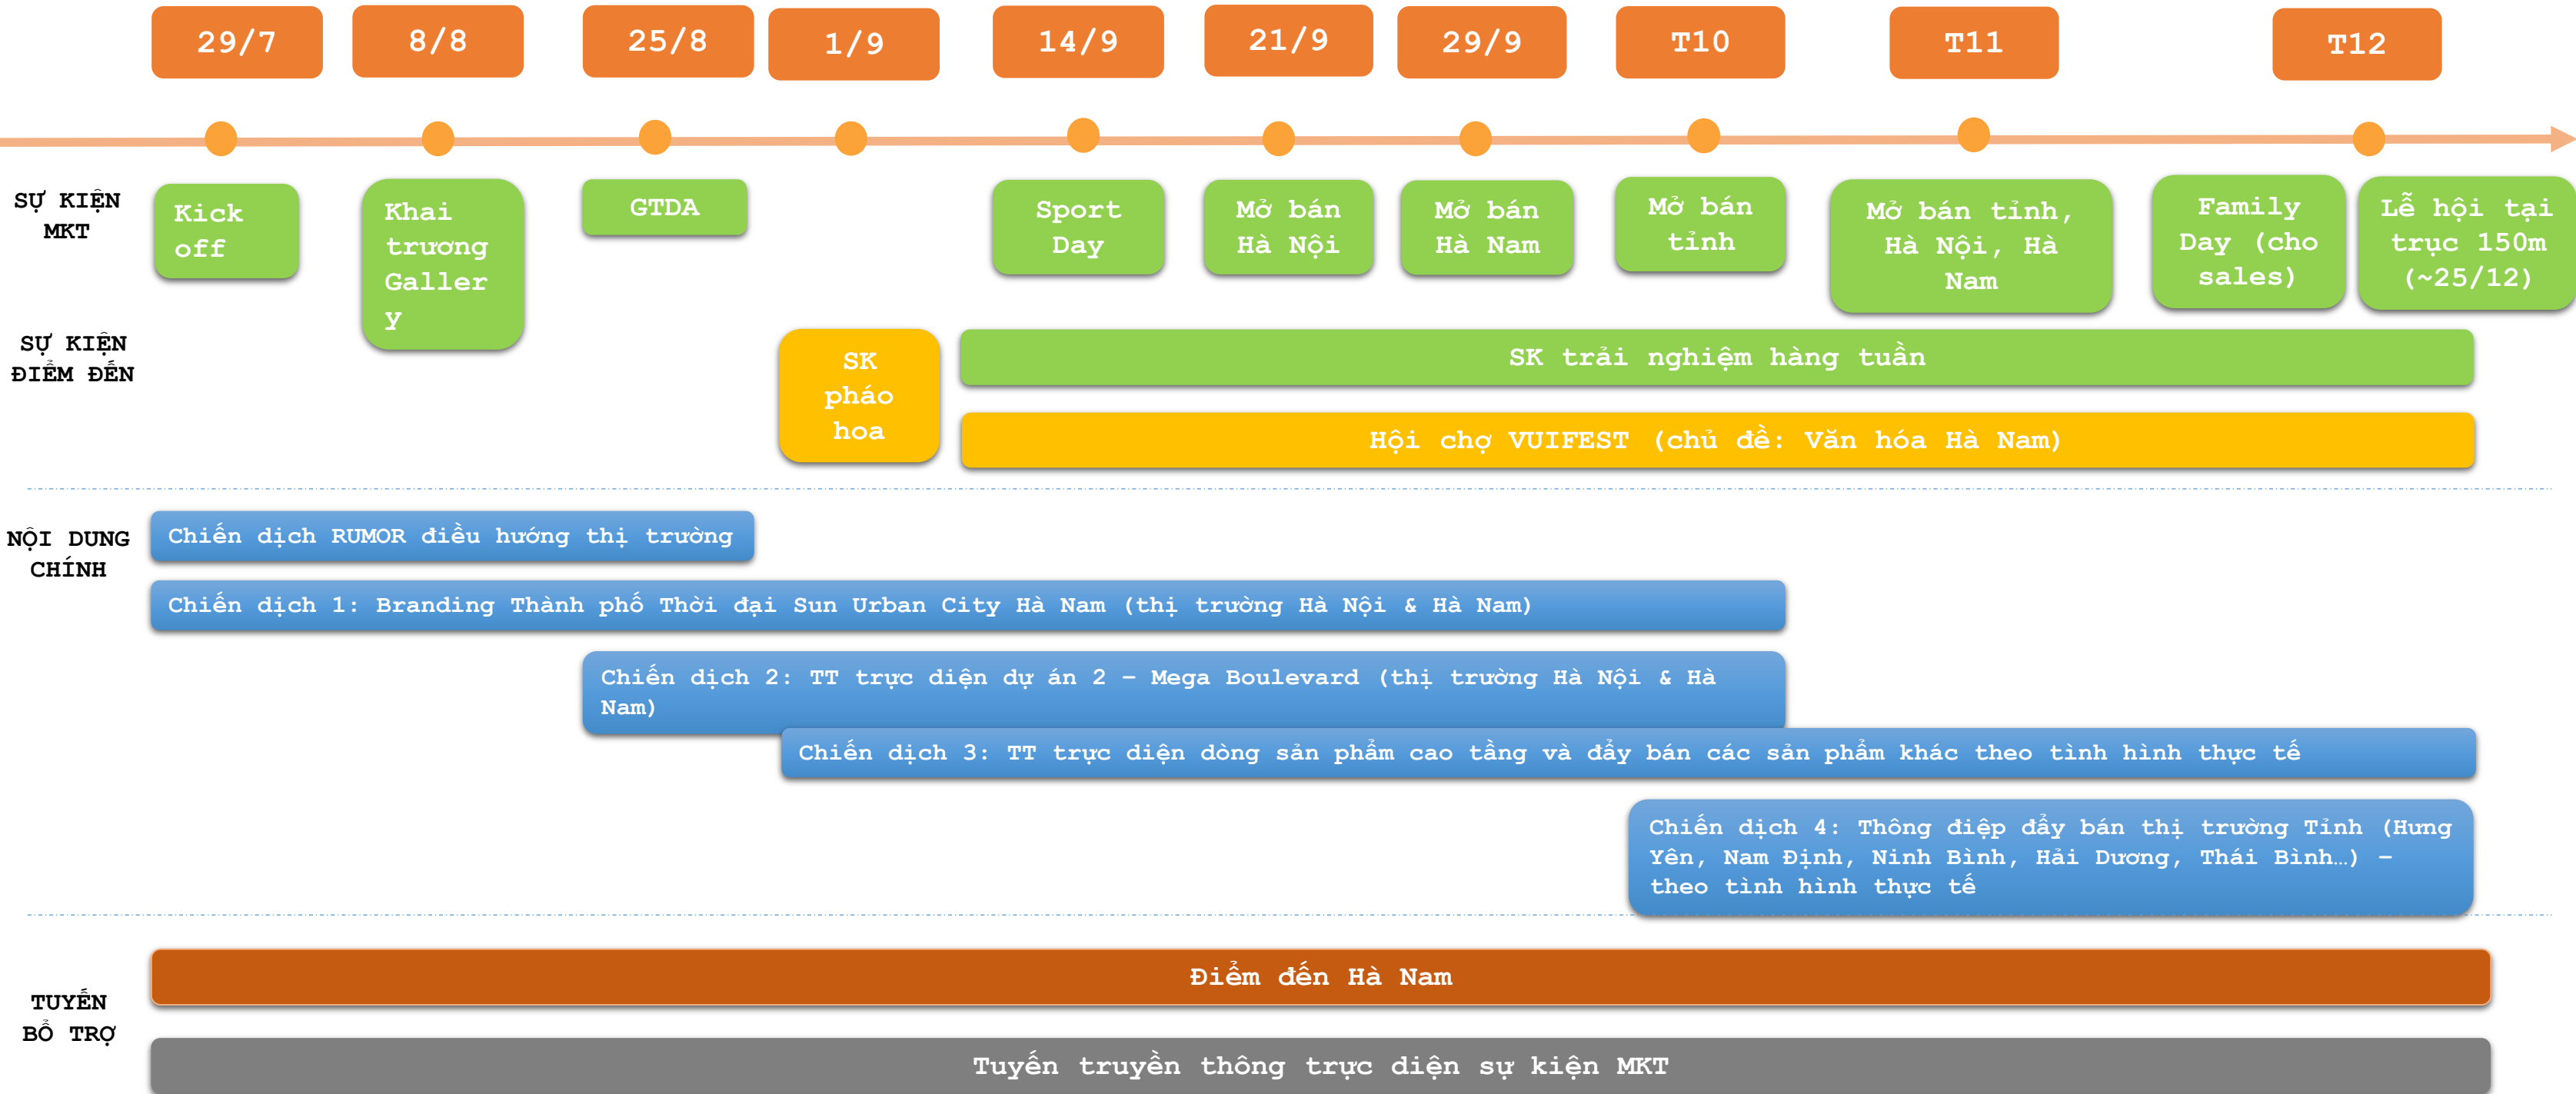 29/7
8/8
25/8
1/9
14/9
21/9
29/9
T10
T11
T12
SỰ KIỆN
MKT
Kick
off
Khai
trương
Galler
y
GTDA
Sport
Day
Mở bán
Hà Nội
Mở bán
Hà Nam
Mở bán
tỉnh
Mở bán tỉnh,
Hà Nội, Hà
Nam
Family
Day (cho
sales)
Lễ hội tại
trục 150m
(~25/12)
SỰ KIỆN
ĐIỂM ĐẾN
SK
pháo
hoa
SK trải nghiệm hàng tuần
Hội chợ VUIFEST (chủ đề: Văn hóa Hà Nam)
NỘI DUNG
CHÍNH
Chiến dịch RUMOR điều hướng thị trường
Chiến dịch 1: Branding Thành phố Thời đại Sun Urban City Hà Nam (thị trường Hà Nội & Hà Nam)
Chiến dịch 2: TT trực diện dự án 2 – Mega Boulevard (thị trường Hà Nội & Hà
Nam)
Chiến dịch 3: TT trực diện dòng sản phẩm cao tầng và đẩy bán các sản phẩm khác theo tình hình thực tế
Chiến dịch 4: Thông điệp đẩy bán thị trường Tỉnh (Hưng
Yên, Nam Định, Ninh Bình, Hải Dương, Thái Bình…) –
theo tình hình thực tế
TUYẾN
BỔ TRỢ
Điểm đến Hà Nam
Tuyến truyền thông trực diện sự kiện MKT